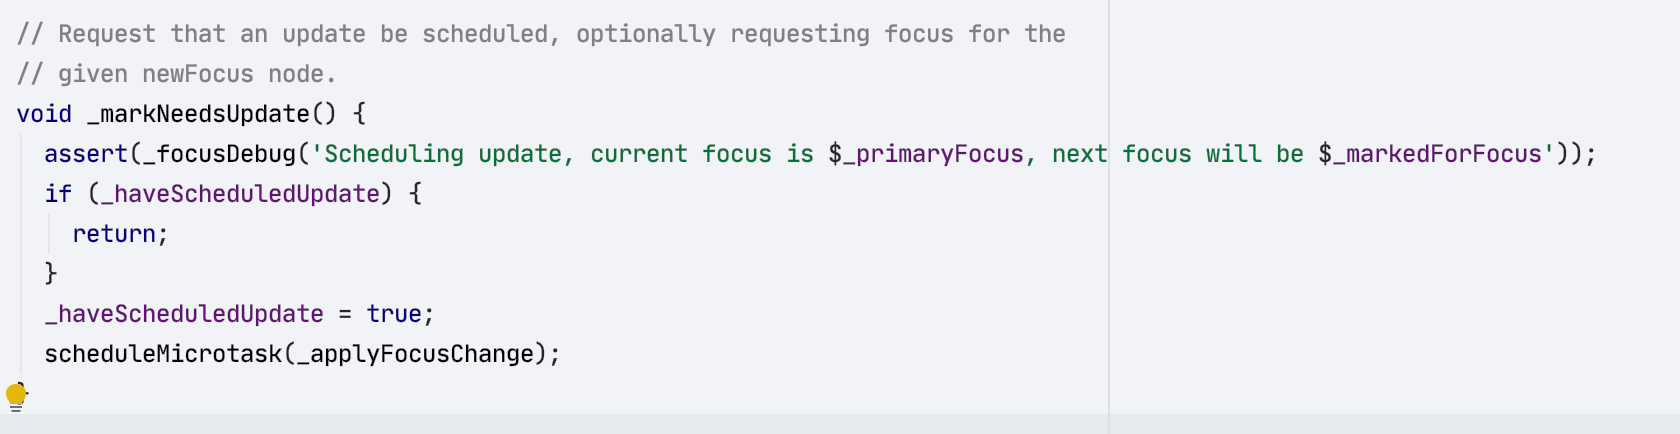 // Request that an update be scheduled, optionally requesting focus for the
// given newFocus node.
void _markNeedsUpdate() {
  assert(_focusDebug('Scheduling update, current focus is $_primaryFocus, next focus will be $_markedForFocus'));
  if (_haveScheduledUpdate) {
    return;
  }
  _haveScheduledUpdate = true;
  scheduleMicrotask(_applyFocusChange);
}